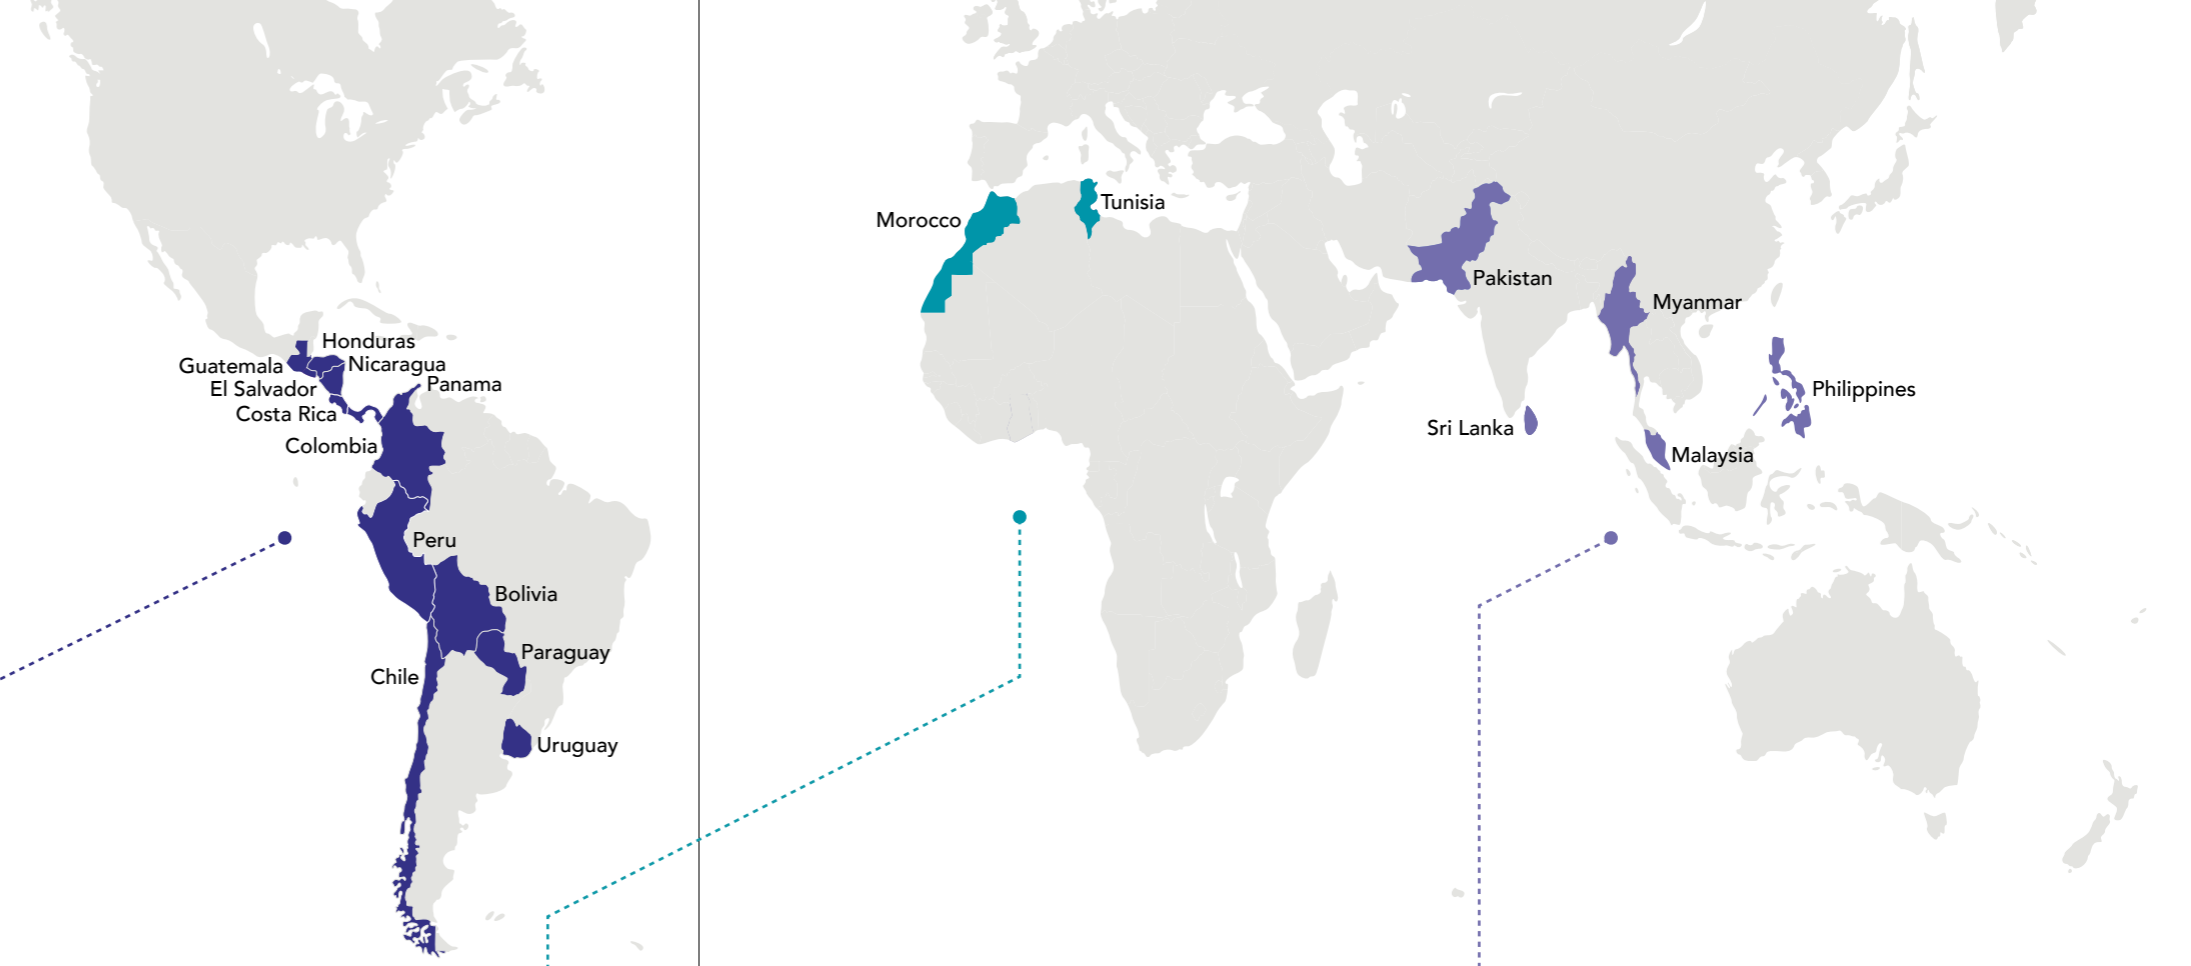 Honduras
Guatemala
Nicaragua
El Salvador
Panama
Costa Rica
Colombia
Peru
Bolivia
Paraguay
Chile
Uruguay
Morocco
Tunisia
Pakistan
Myanmar
Philippines
Sri Lanka
Malaysia